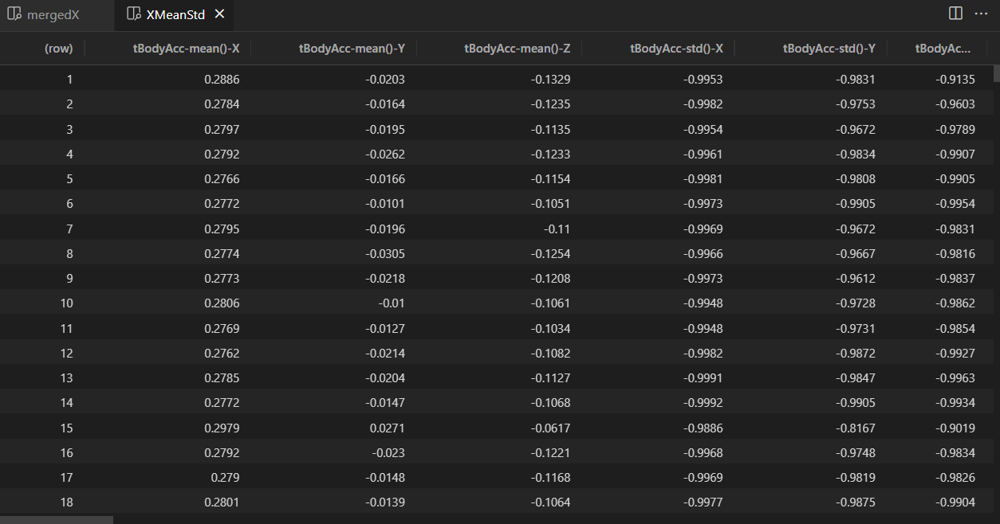 mergedX XMeanStd
(row) tBodyAcc-mean()-X tBodyAcc-mean()-Y tBodyAcc-mean()-Z tBodyAcc-std()-X tBodyAcc-std()-Y tBodyAc...
1 0.2886 -0.0203 -0.1329 -0.9953 -0.9831 -0.9135
2 0.2784 -0.0164 -0.1235 -0.9982 -0.9753 -0.9603
3 0.2797 -0.0195 -0.1135 -0.9954 -0.9672 -0.9789
4 0.2792 -0.0262 -0.1233 -0.9961 -0.9834 -0.9907
5 0.2766 -0.0166 -0.1154 -0.9981 -0.9808 -0.9905
6 0.2772 -0.0101 -0.1051 -0.9973 -0.9905 -0.9954
7 0.2795 -0.0196 -0.11 -0.9969 -0.9672 -0.9831
8 0.2774 -0.0305 -0.1254 -0.9966 -0.9667 -0.9816
9 0.2773 -0.0218 -0.1208 -0.9973 -0.9612 -0.9837
10 0.2806 -0.01 -0.1061 -0.9948 -0.9728 -0.9862
11 0.2769 -0.0127 -0.1034 -0.9948 -0.9731 -0.9854
12 0.2762 -0.0214 -0.1082 -0.9982 -0.9872 -0.9927
13 0.2785 -0.0204 -0.1127 -0.9991 -0.9847 -0.9963
14 0.2772 -0.0147 -0.1068 -0.9992 -0.9905 -0.9934
15 0.2979 0.0271 -0.0617 -0.9886 -0.8167 -0.9019
16 0.2792 -0.023 -0.1221 -0.9968 -0.9748 -0.9834
17 0.279 -0.0148 -0.1168 -0.9969 -0.9819 -0.9826
18 0.2801 -0.0139 -0.1064 -0.9977 -0.9875 -0.9904